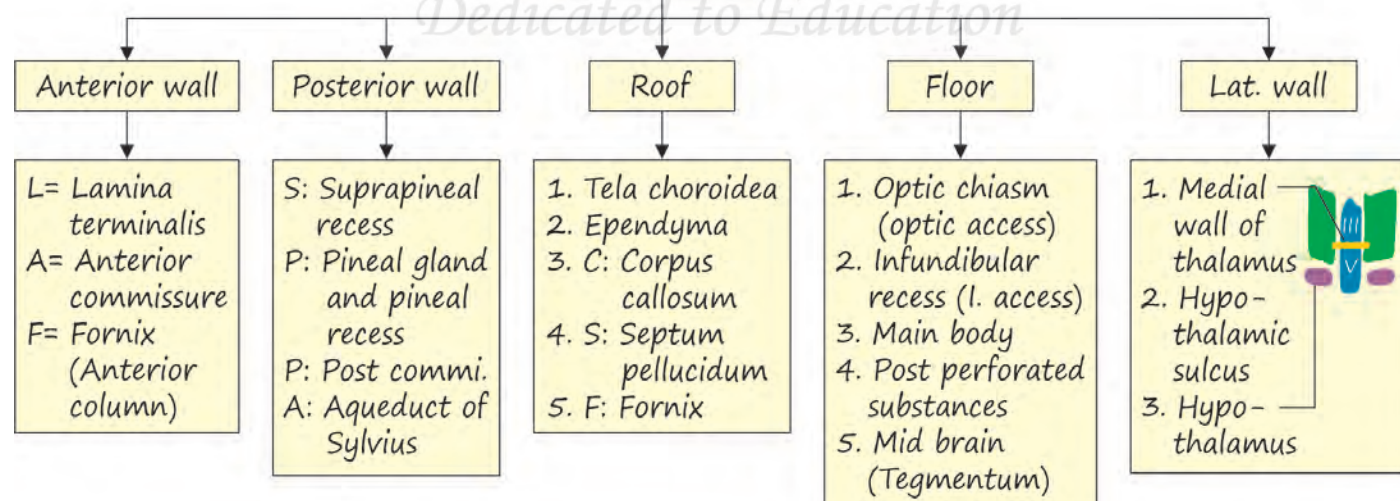 Dedicated to Education
Anterior wall
Posterior wall
Roof
Floor
Lat. wall
L= Lamina
terminalis
A= Anterior
commissure
F= Fornix
(Anterior
column)
S: Suprapineal
recess
P: Pineal gland
and pineal
recess
P: Post commi.
A: Aqueduct of
Sylvius
1. Tela choroidea
2. Ependyma
3. C: Corpus
callosum
4. S: Septum
pellucidum
5. F: Fornix
1. Optic chiasm
(optic access)
2. Infundibular
recess (I. access)
3. Main body
4. Post perforated
substances
5. Mid brain
(Tegmentum)
1. Medial
wall of
thalamus
2. Hypo-
thalamic
sulcus
3. Hypo-
thalamus